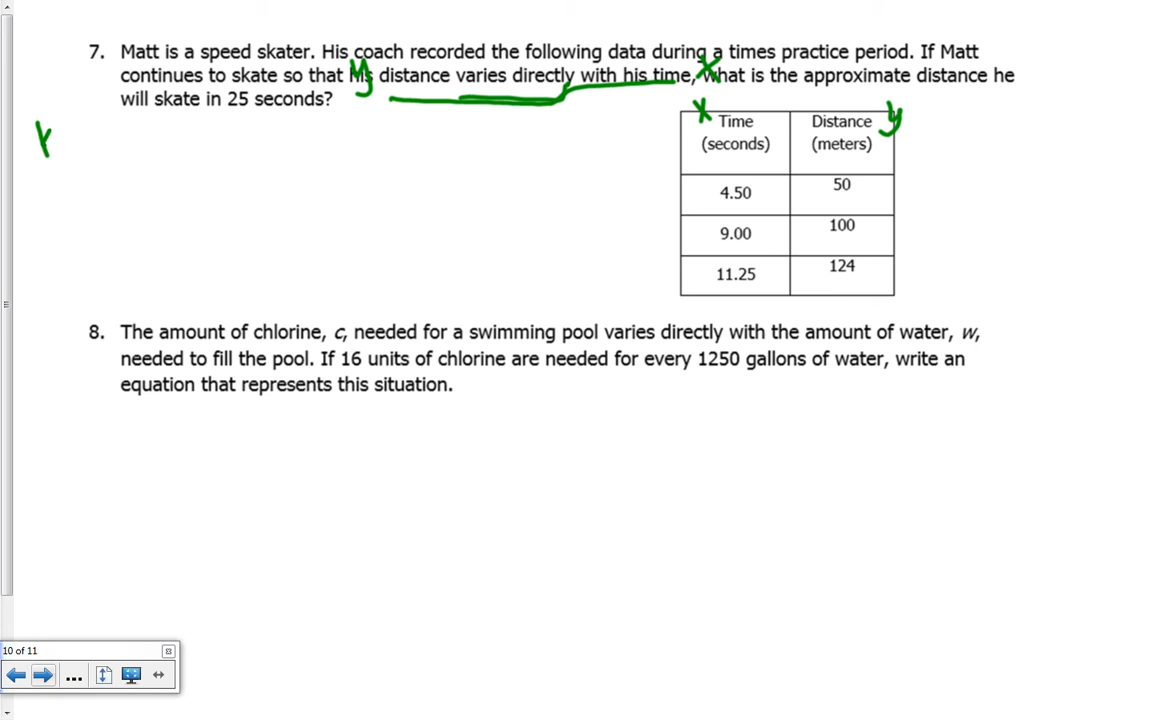 7. Matt is a speed skater. His coach recorded the following data during a times practice period. If Matt
continues to skate so that his distance varies directly with his time, what is the approximate distance he
will skate in 25 seconds?
y
x
x
y
Time
(seconds)
Distance
(meters)
4.50
50
9.00
100
11.25
124
8. The amount of chlorine, c, needed for a swimming pool varies directly with the amount of water, w,
needed to fill the pool. If 16 units of chlorine are needed for every 1250 gallons of water, write an
equation that represents this situation.
10 of 11
...